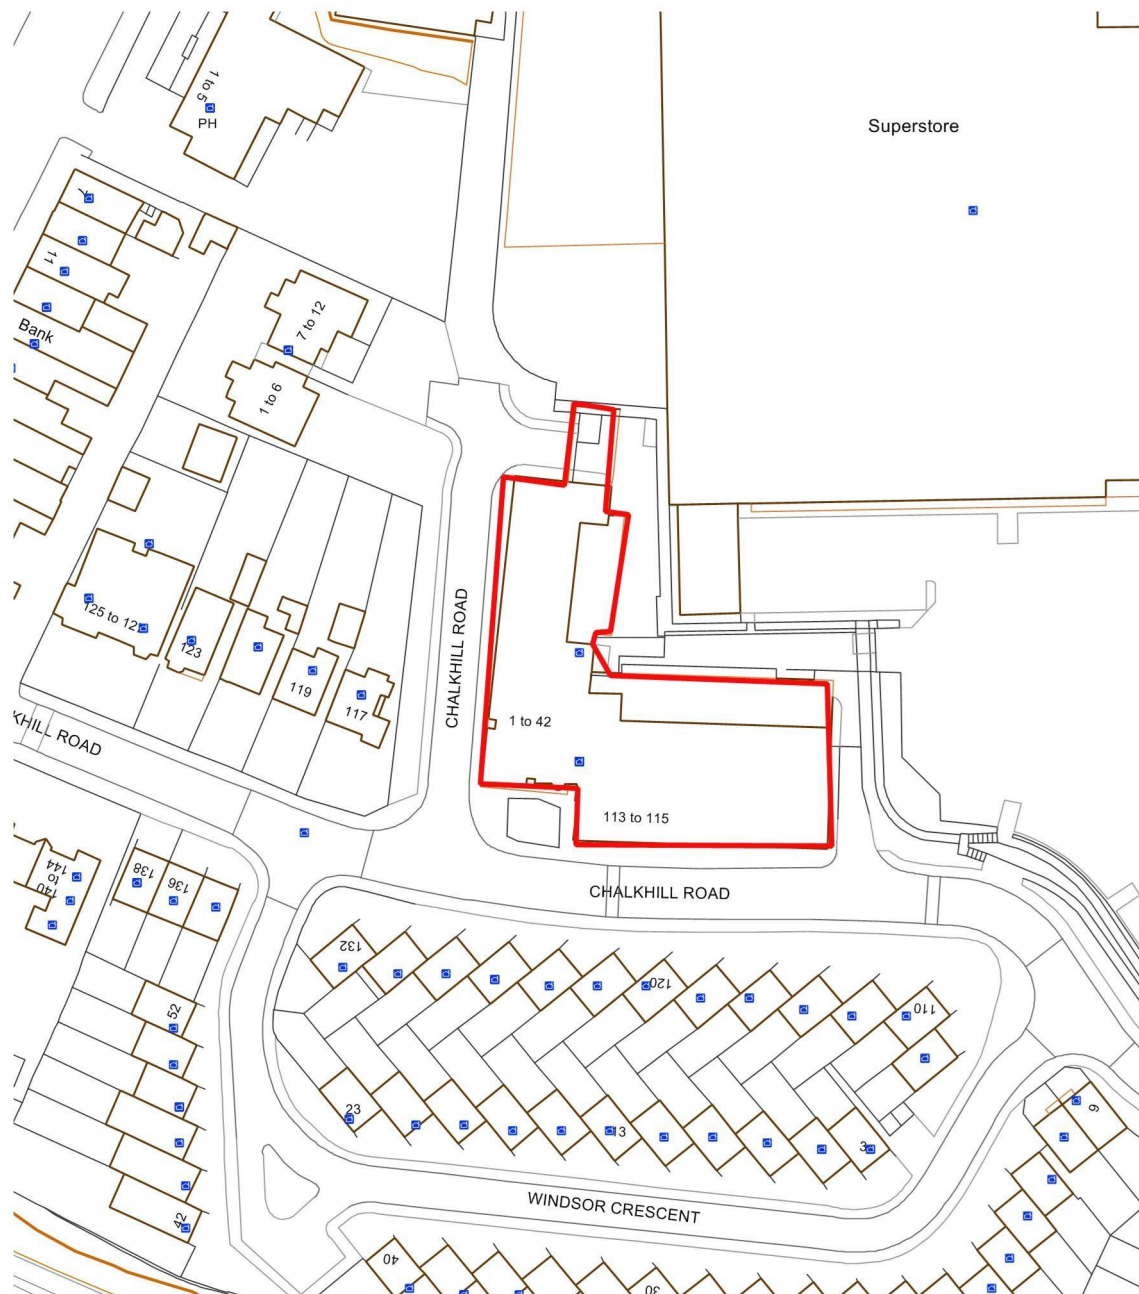 Superstore
1 to 5
PH
7
11
Bank
7 to 12
1 to 6
125 to 127
123
119
117
CHALKHILL ROAD
KHILL ROAD
1 to 42
113 to 115
CHALKHILL ROAD
140 to 144
138
136
132
120
110
52
42
23
13
3
9
WINDSOR CRESCENT
40
30